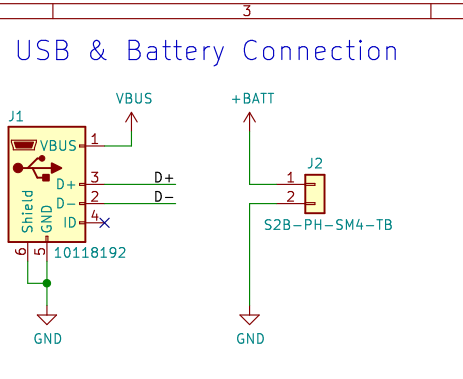 3
USB & Battery Connection
VBUS
+BATT
J1
VBUS
1
D+
3
D+
D-
2
D-
ID
4
Shield
GND
6
5
10118192
GND
J2
1
2
S2B-PH-SM4-TB
GND